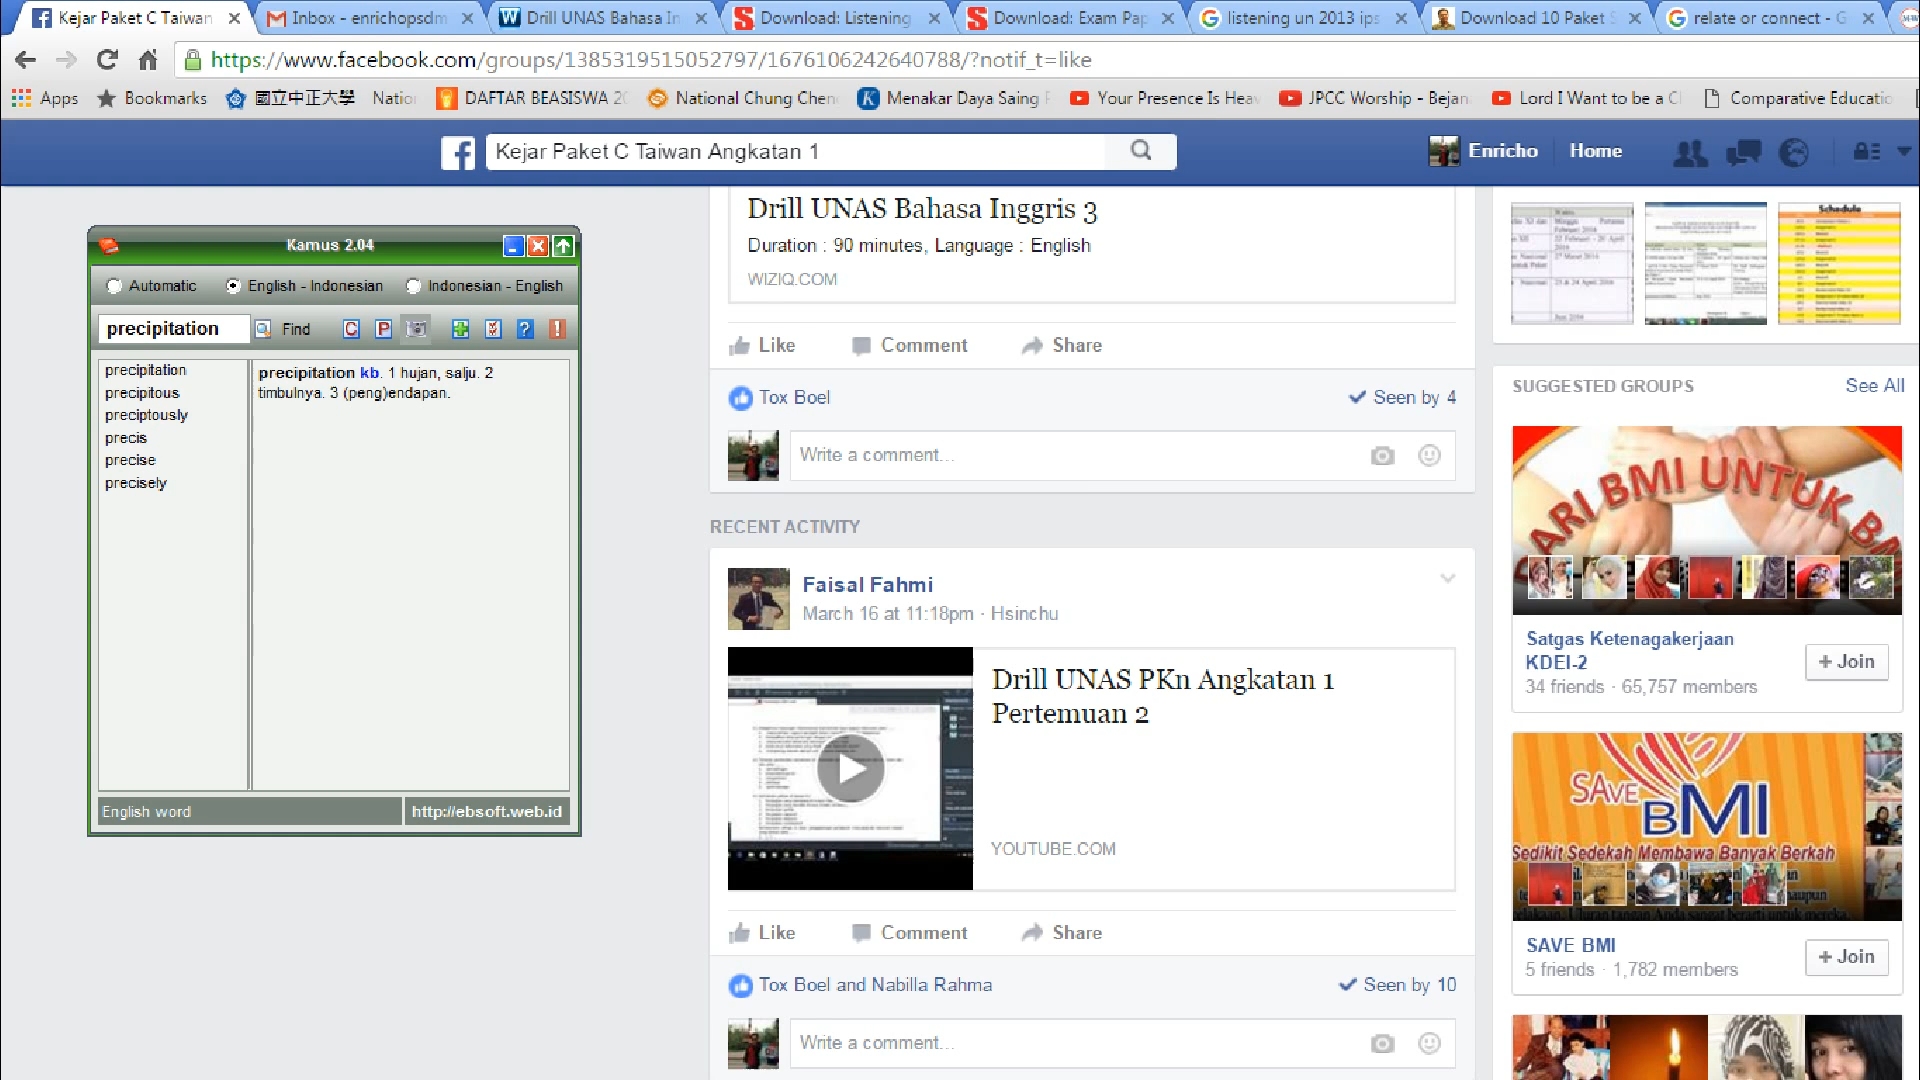 Kejar Paket C Taiwan
Inbox - enrichopsdm
Drill UNAS Bahasa In
Download: Listening
Download: Exam Pap
listening un 2013 ips
Download 10 Paket S
relate or connect - G
https://www.facebook.com/groups/1385319515052797/1676106242640788/?notif_t=like
Apps
Bookmarks
國立中正大學 Natio
DAFTAR BEASISWA 20
National Chung Chen
Menakar Daya Saing
Your Presence Is Heav
JPCC Worship - Bejan
Lord I Want to be a C
Comparative Educatio
Kejar Paket C Taiwan Angkatan 1
Enricho
Home
Kamus 2.04
Automatic
English - Indonesian
Indonesian - English
precipitation
Find
C
P
precipitation
precipitous
preciptously
precis
precise
precisely
precipitation kb. 1 hujan, salju. 2
timbulnya. 3 (peng)endapan.
English word
http://ebsoft.web.id
Drill UNAS Bahasa Inggris 3
Duration : 90 minutes, Language : English
WIZIQ.COM
Like
Comment
Share
Tox Boel
Seen by 4
Write a comment...
RECENT ACTIVITY
Faisal Fahmi
March 16 at 11:18pm · Hsinchu
Drill UNAS PKn Angkatan 1
Pertemuan 2
YOUTUBE.COM
Like
Comment
Share
Tox Boel and Nabilla Rahma
Seen by 10
Write a comment...
Schedule
SUGGESTED GROUPS
See All
ARI BMI UNTUK BM
Satgas Ketenagakerjaan
KDEI-2
34 friends · 65,757 members
+ Join
SAVE
BMI
Sedikit Sedekah Membawa Banyak Berkah
SAVE BMI
5 friends · 1,782 members
+ Join